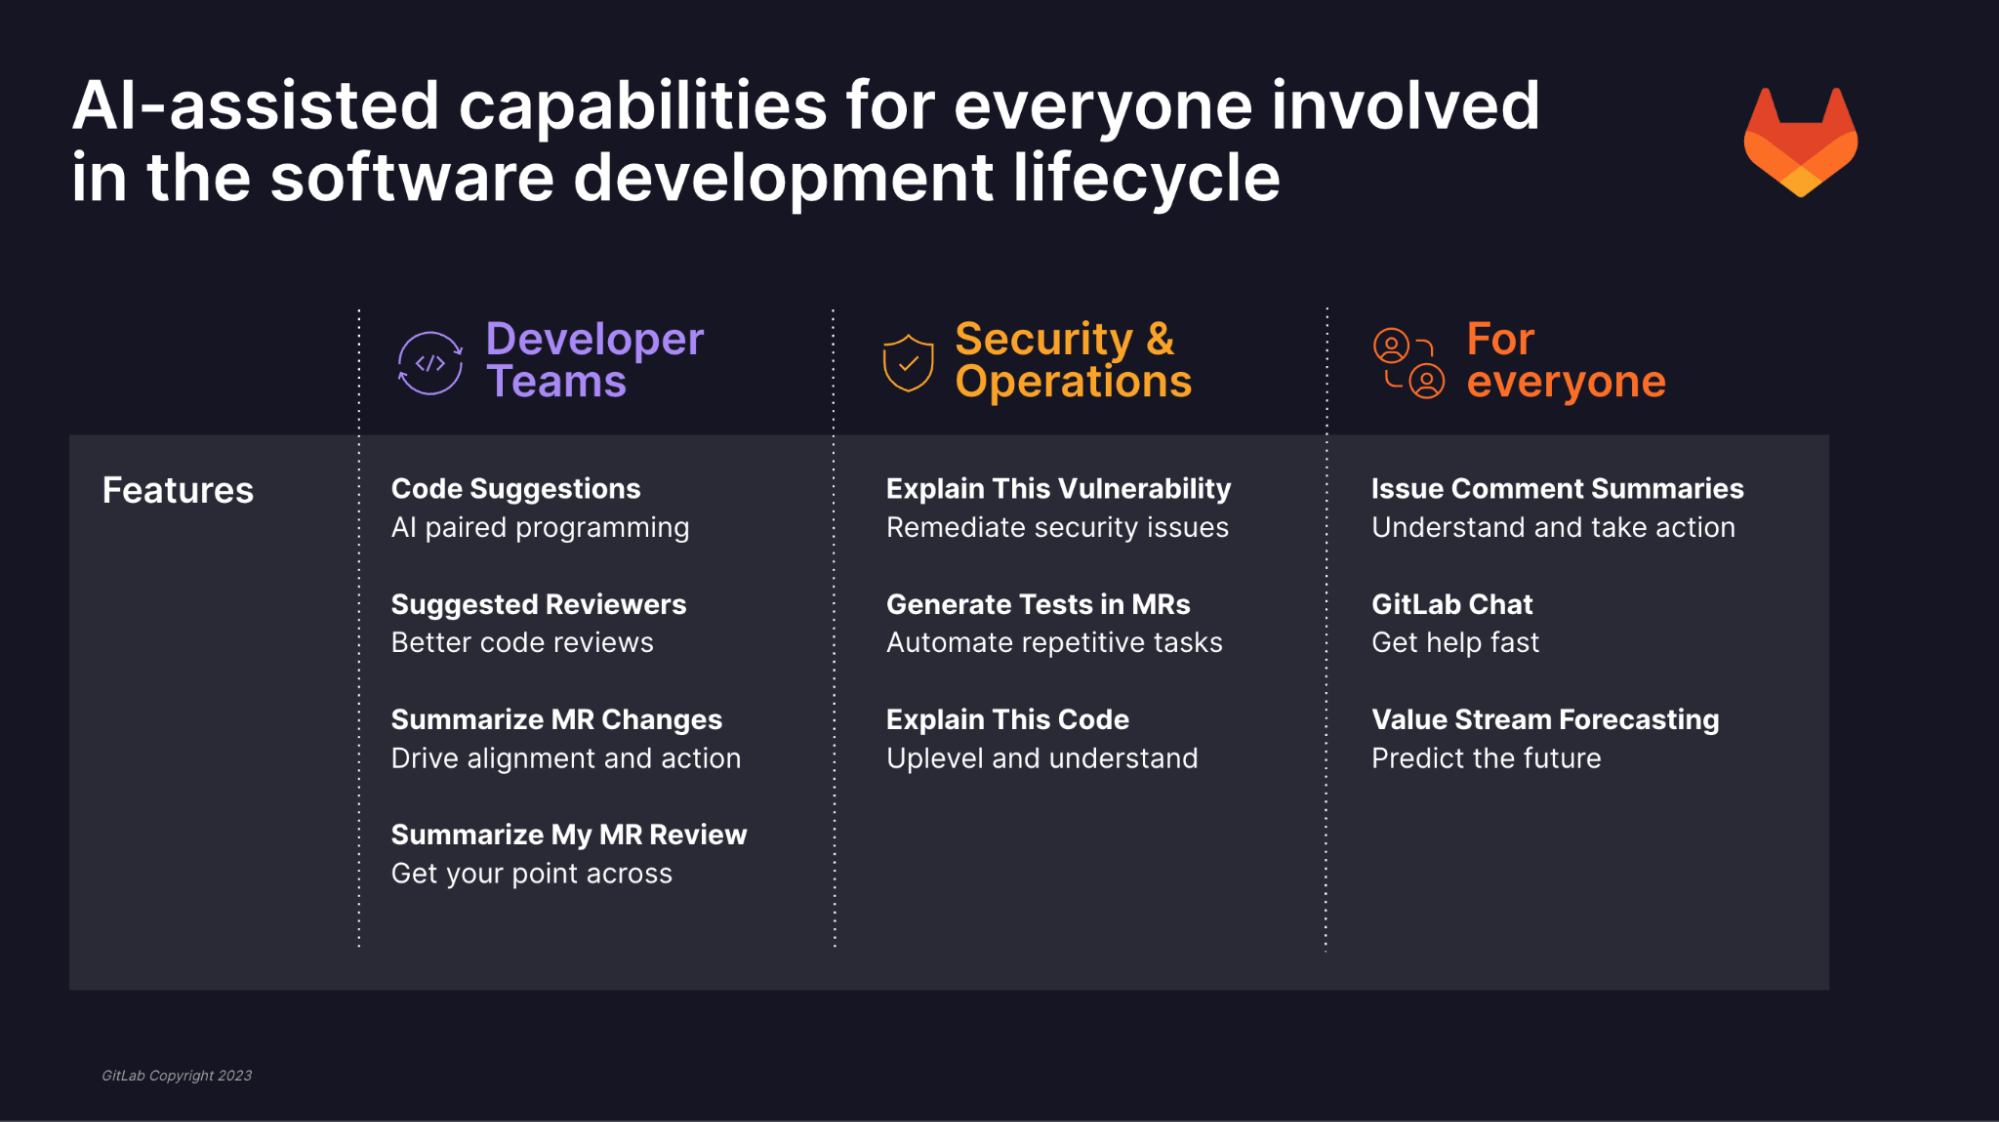 AI-assisted capabilities for everyone involved
in the software development lifecycle
Developer
Teams
Security &
Operations
For
everyone
Features
Code Suggestions
AI paired programming
Suggested Reviewers
Better code reviews
Summarize MR Changes
Drive alignment and action
Summarize My MR Review
Get your point across
Explain This Vulnerability
Remediate security issues
Generate Tests in MRs
Automate repetitive tasks
Explain This Code
Uplevel and understand
Issue Comment Summaries
Understand and take action
GitLab Chat
Get help fast
Value Stream Forecasting
Predict the future
GitLab Copyright 2023